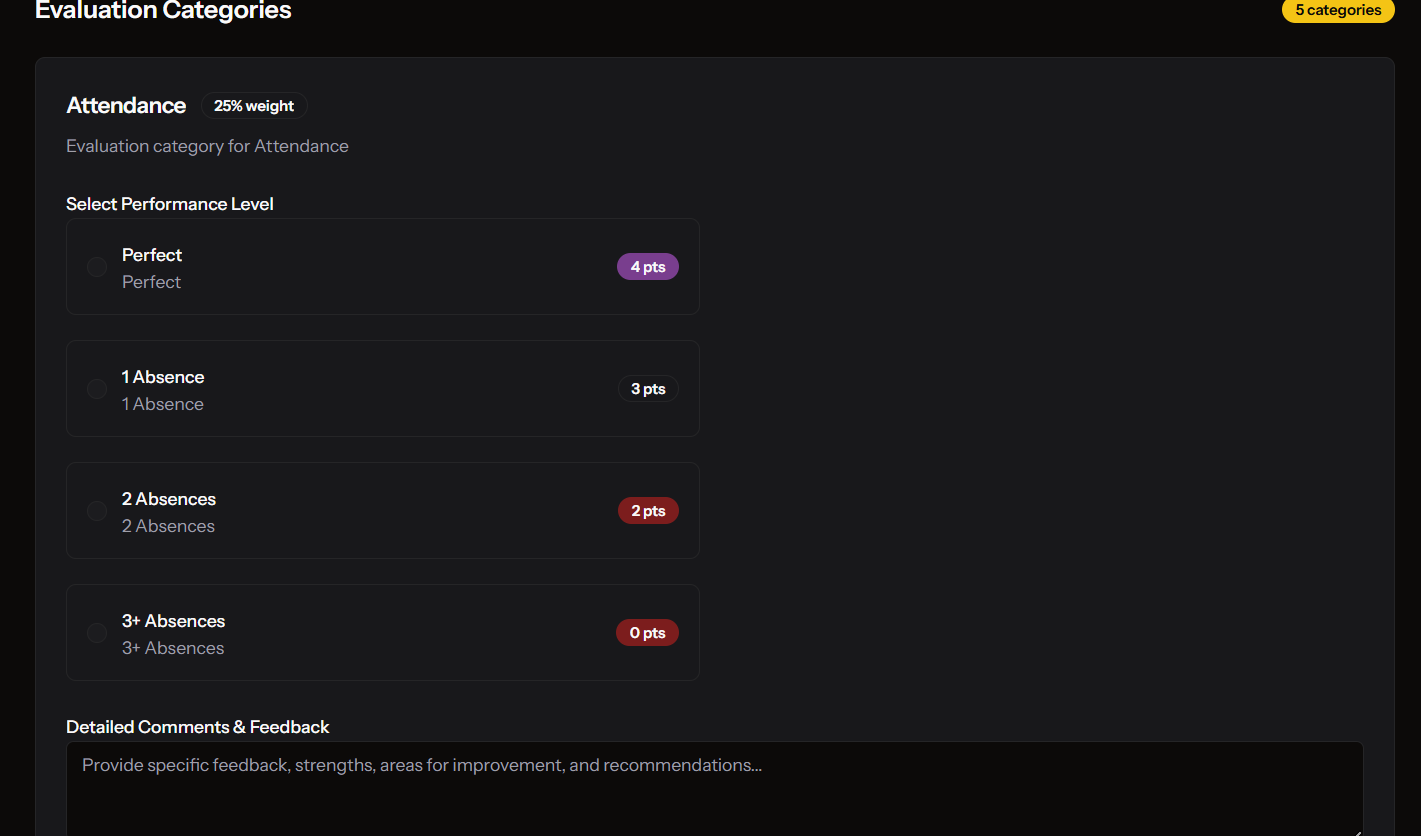 Evaluation Categories
5 categories
Attendance
25% weight
Evaluation category for Attendance
Select Performance Level
Perfect
Perfect
4 pts
1 Absence
1 Absence
3 pts
2 Absences
2 Absences
2 pts
3+ Absences
3+ Absences
0 pts
Detailed Comments & Feedback
Provide specific feedback, strengths, areas for improvement, and recommendations...